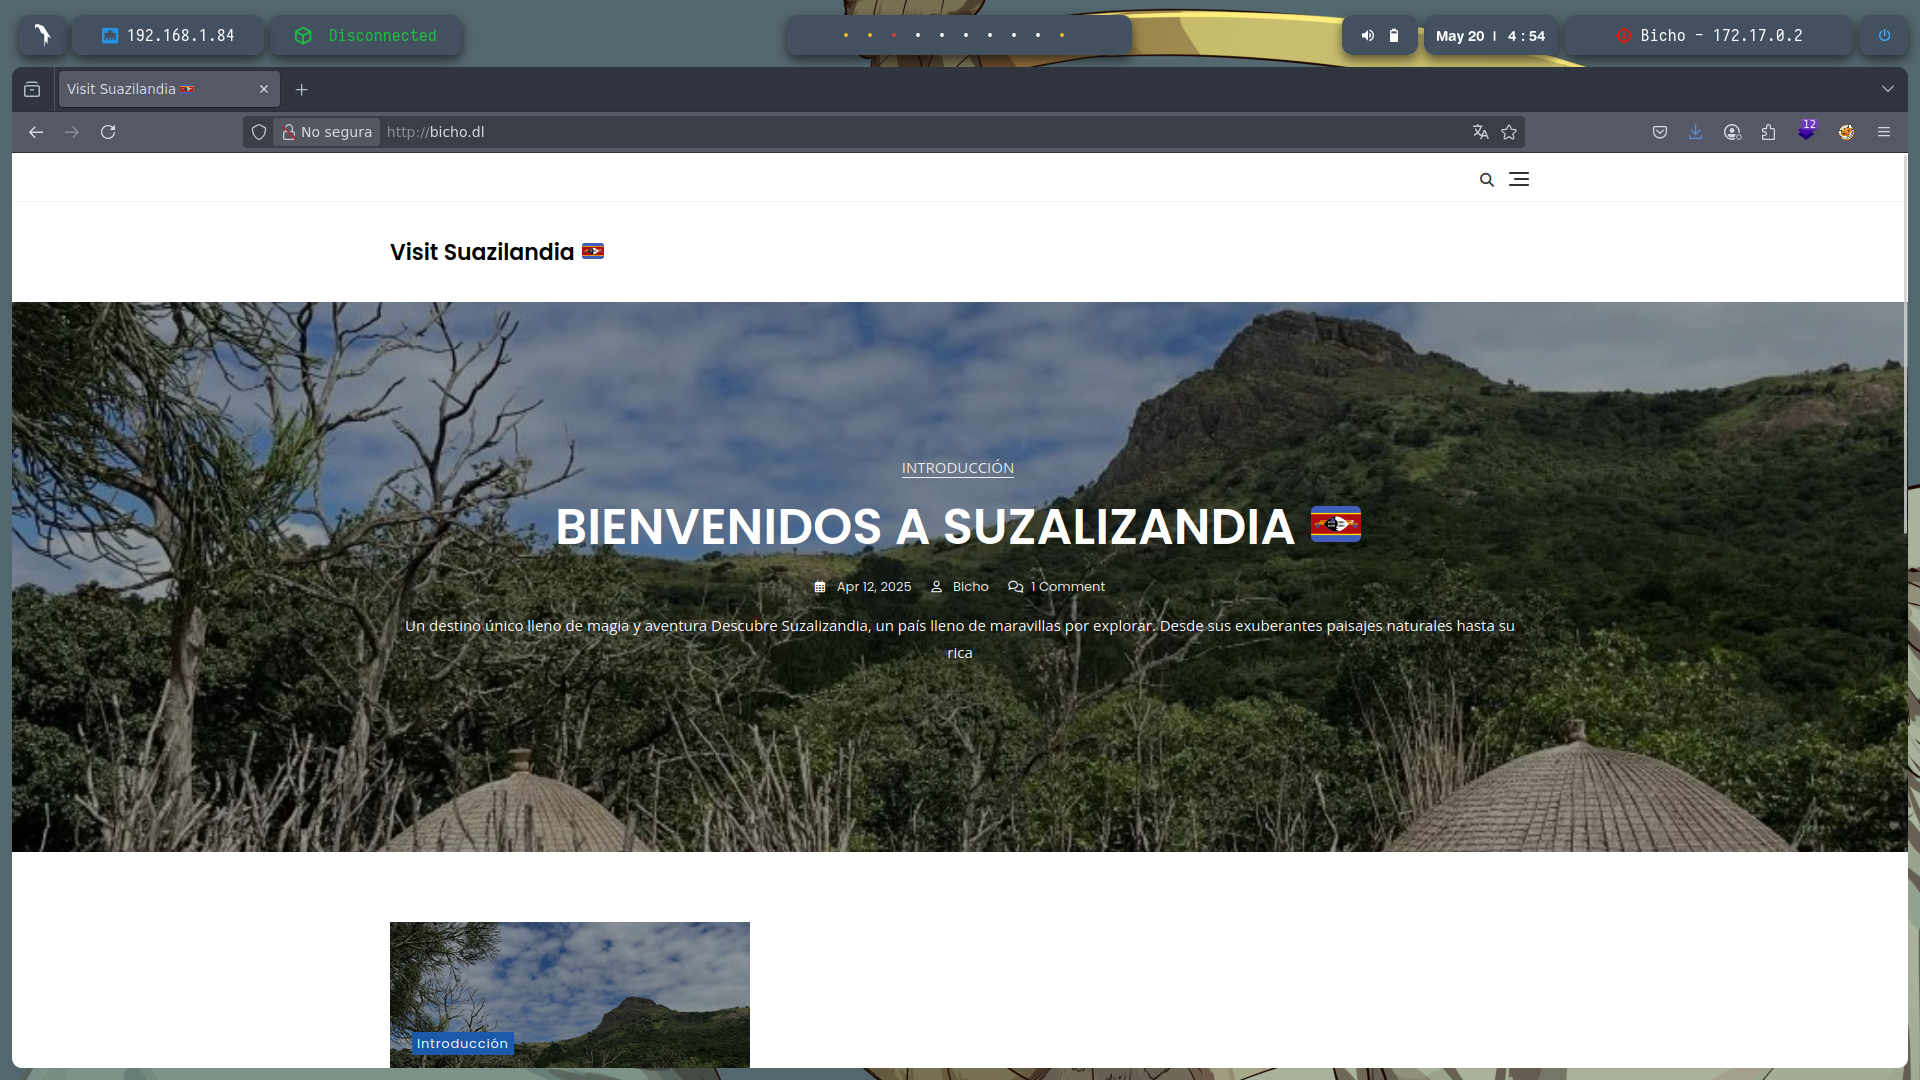 192.168.1.84
Disconnected
May 20 | 4 : 54
Bicho - 172.17.0.2
Visit Suazilandia 🇸🇿
No segura
http://bicho.dl
12
Visit Suazilandia 🇸🇿
INTRODUCCIÓN
BIENVENIDOS A SUZALIZANDIA 🇸🇿
Apr 12, 2025 Bicho 1 Comment
Un destino único lleno de magia y aventura Descubre Suzalizandia, un país lleno de maravillas por explorar. Desde sus exuberantes paisajes naturales hasta su
rica
Introducción